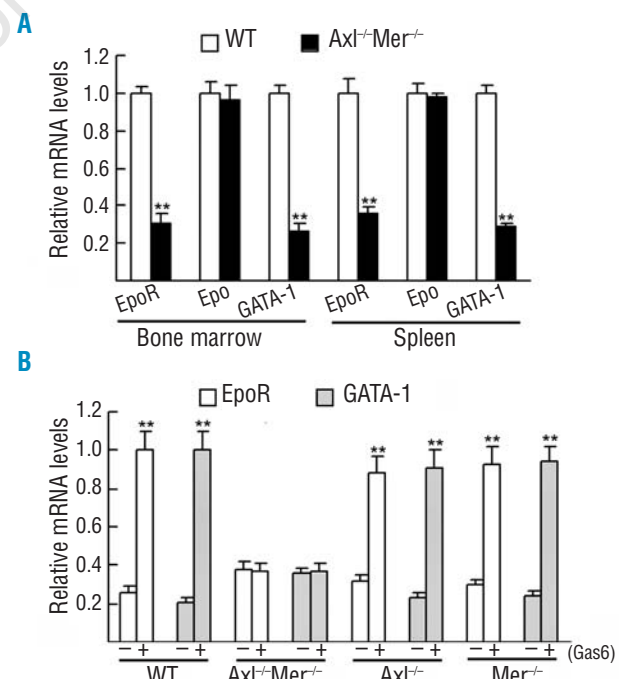 A
WT Axl⁻/⁻Mer⁻/⁻
Relative mRNA levels
1.2
1.0
0.8
0.6
0.4
0.2
** ** ** **
EpoR Epo GATA-1 EpoR Epo GATA-1
Bone marrow Spleen
B
EpoR GATA-1
Relative mRNA levels
1.2
1.0
0.8
0.6
0.4
0.2
** ** ** ** ** **
− + − + − + − + − + − + − + − + (Gas6)
WT Axl⁻/⁻Mer⁻/⁻ Axl⁻/⁻ Mer⁻/⁻